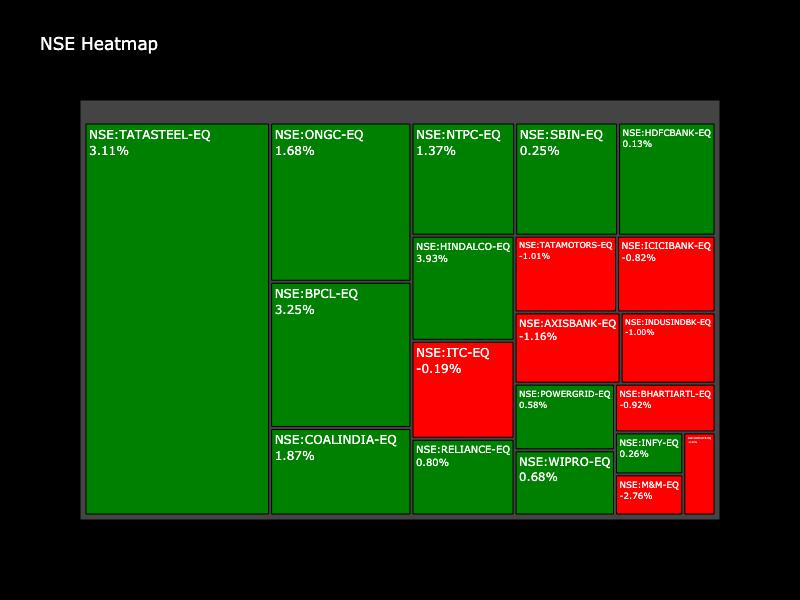 NSE Heatmap
NSE:TATASTEEL-EQ
3.11%
NSE:ONGC-EQ
1.68%
NSE:BPCL-EQ
3.25%
NSE:COALINDIA-EQ
1.87%
NSE:NTPC-EQ
1.37%
NSE:HINDALCO-EQ
3.93%
NSE:ITC-EQ
-0.19%
NSE:RELIANCE-EQ
0.80%
NSE:SBIN-EQ
0.25%
NSE:HDFCBANK-EQ
0.13%
NSE:TATAMOTORS-EQ
-1.01%
NSE:ICICIBANK-EQ
-0.82%
NSE:AXISBANK-EQ
-1.16%
NSE:INDUSINDBK-EQ
-1.00%
NSE:POWERGRID-EQ
0.58%
NSE:WIPRO-EQ
0.68%
NSE:BHARTIARTL-EQ
-0.92%
NSE:INFY-EQ
0.26%
NSE:M&M-EQ
-2.76%